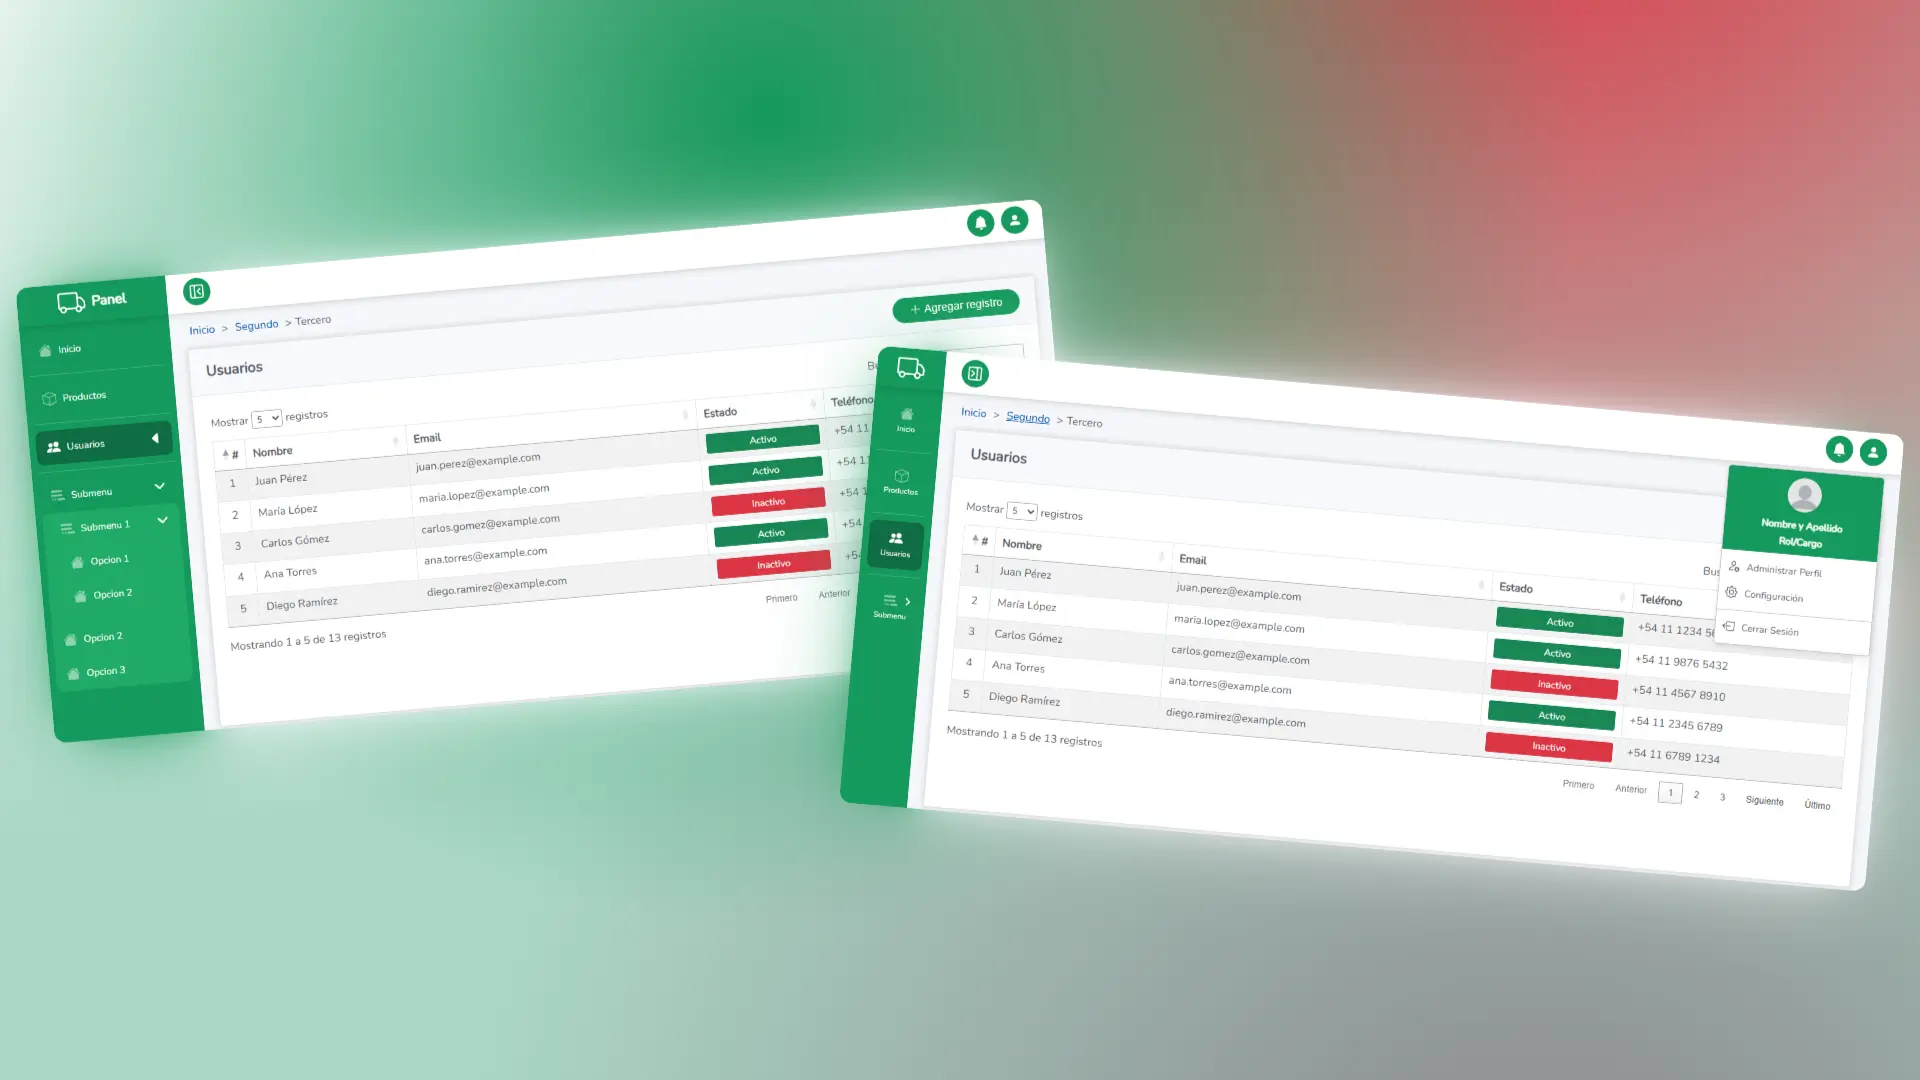 Panel
Inicio
Productos
Usuarios
Submenu
Submenu 1
Opcion 1
Opcion 2
Opcion 2
Opcion 3
Inicio > Segundo > Tercero
Usuarios
+ Agregar registro
Mostrar 5 registros
# Nombre Email Estado Teléfono
1 Juan Pérez juan.perez@example.com Activo +54 11
2 María López maria.lopez@example.com Activo +54 11
3 Carlos Gómez carlos.gomez@example.com Inactivo +54 1
4 Ana Torres ana.torres@example.com Activo +54
5 Diego Ramírez diego.ramirez@example.com Inactivo +5
Mostrando 1 a 5 de 13 registros
Primero Anterior
Inicio
Productos
Usuarios
Submenu
Inicio > Segundo > Tercero
Usuarios
Mostrar 5 registros
Nombre y Apellido
Rol/Cargo
Administrar Perfil
Configuración
Cerrar Sesión
# Nombre Email Estado Teléfono
1 Juan Pérez juan.perez@example.com Activo +54 11 1234 5
2 María López maria.lopez@example.com Activo +54 11 9876 5432
3 Carlos Gómez carlos.gomez@example.com Inactivo +54 11 4567 8910
4 Ana Torres ana.torres@example.com Activo +54 11 2345 6789
5 Diego Ramírez diego.ramirez@example.com Inactivo +54 11 6789 1234
Mostrando 1 a 5 de 13 registros
Primero Anterior 1 2 3 Siguiente Último